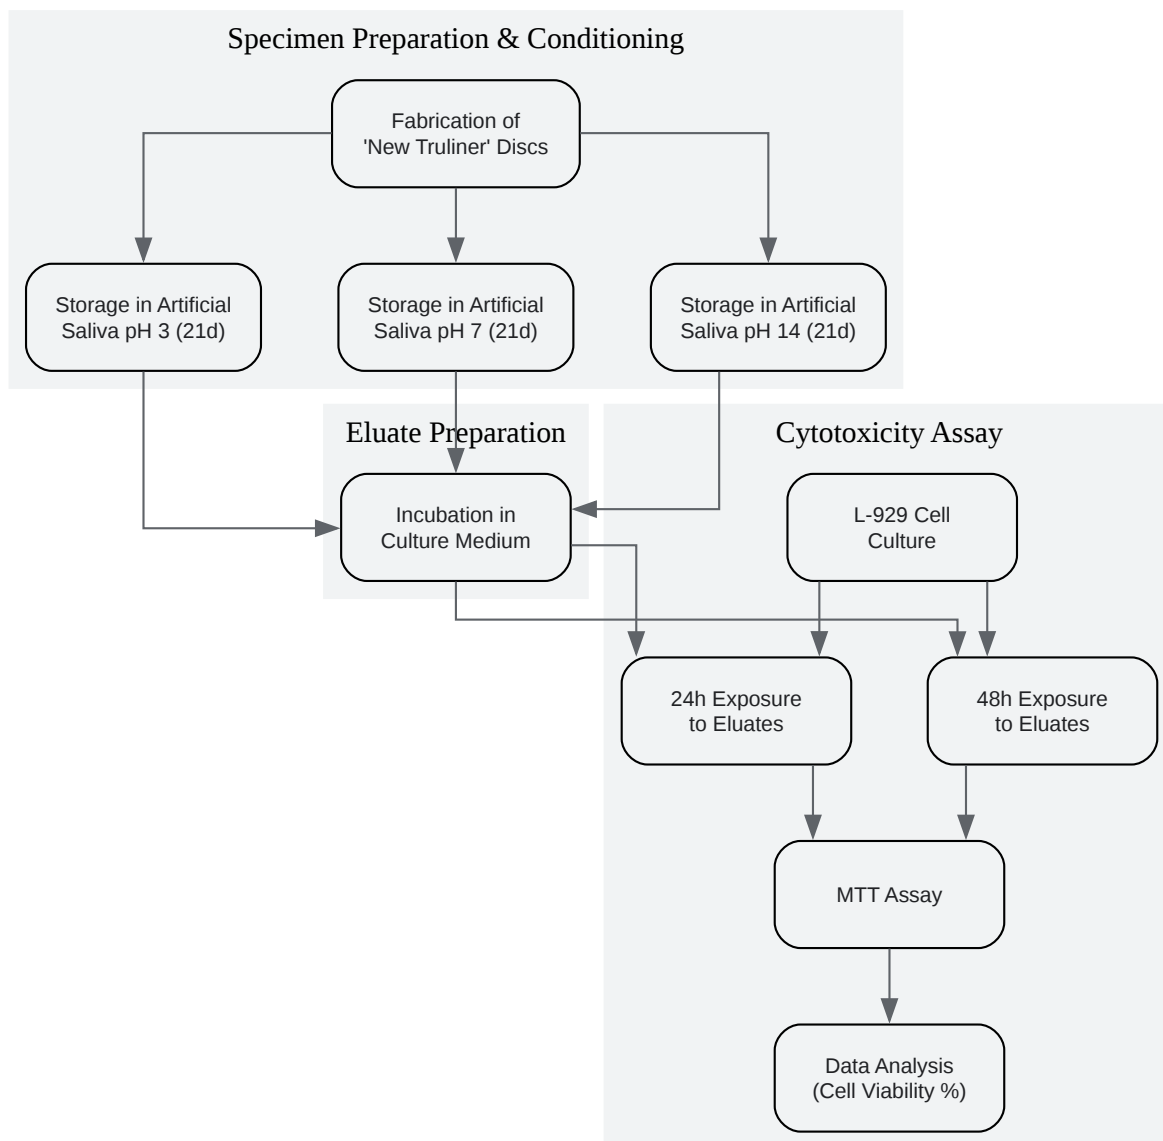 Specimen Preparation & Conditioning
Fabrication of
'New Truliner' Discs
Storage in Artificial
Saliva pH 3 (21d)
Storage in Artificial
Saliva pH 7 (21d)
Storage in Artificial
Saliva pH 14 (21d)
Eluate Preparation
Incubation in
Culture Medium
Cytotoxicity Assay
L-929 Cell
Culture
24h Exposure
to Eluates
48h Exposure
to Eluates
MTT Assay
Data Analysis
(Cell Viability %)